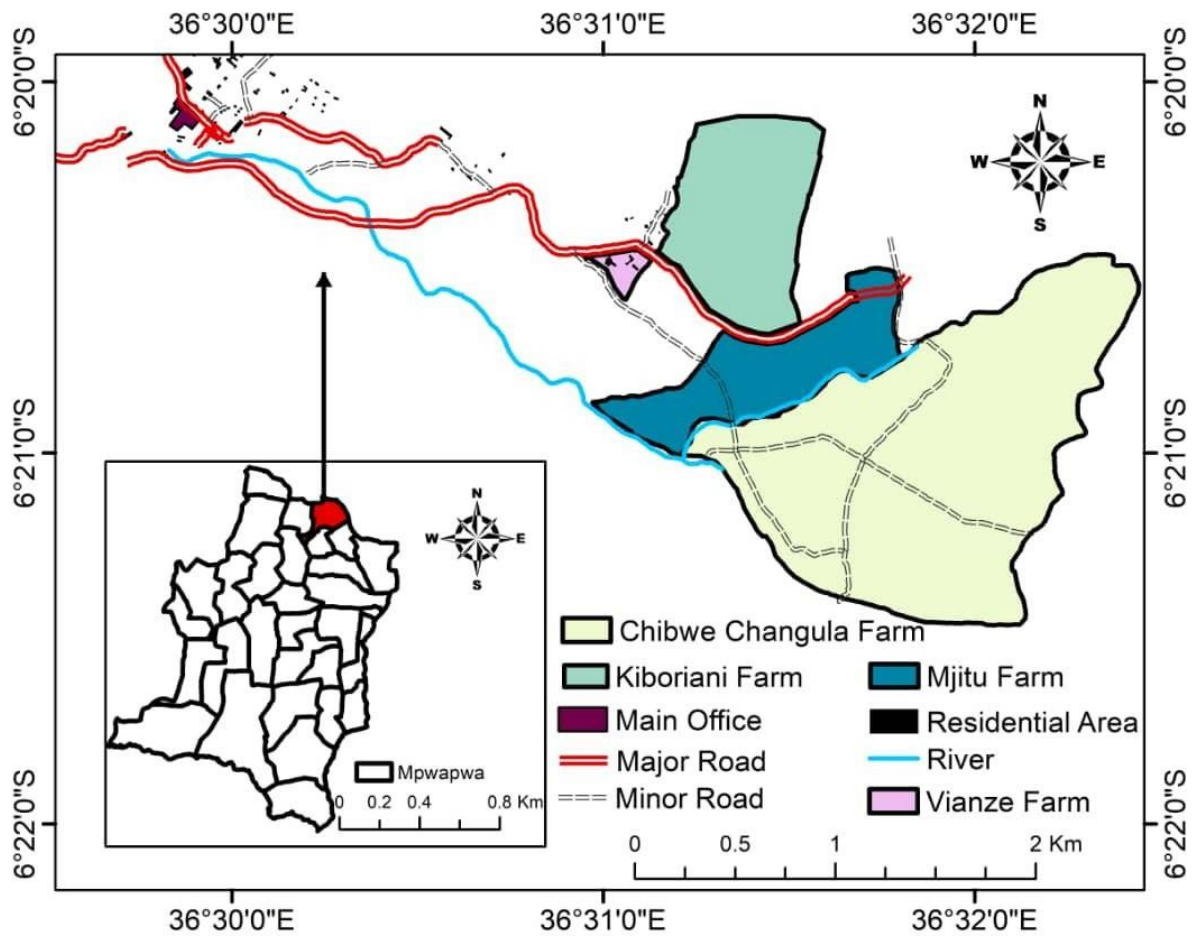 36°30'0"E 36°31'0"E 36°32'0"E
6°20'0"S 6°20'0"S
N
W E
S
6°21'0"S 6°21'0"S
N
W E
S
Chibwe Changula Farm
Kiboriani Farm Mjitu Farm
Main Office Residential Area
Major Road River
Minor Road Vianze Farm
Mpwapwa
0 0.2 0.4 0.8 Km
0 0.5 1 2 Km
6°22'0"S 6°22'0"S
36°30'0"E 36°31'0"E 36°32'0"E